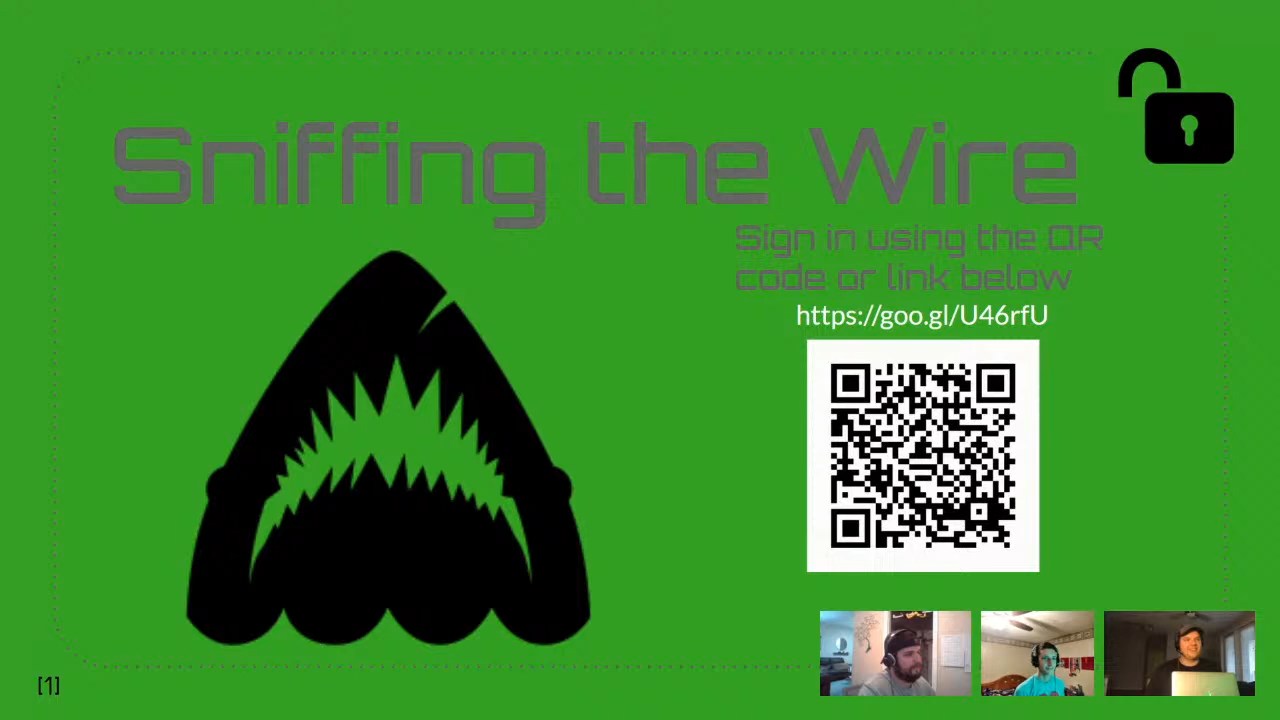 Sniffing the Wire
Sign in using the QR
code or link below
https://goo.gl/U46rfU
[1]